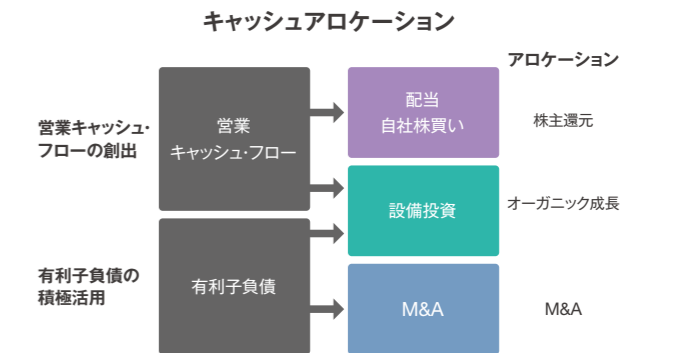 キャッシュアロケーション
アロケーション
営業キャッシュ・
フローの創出
営業
キャッシュ・フロー
配当
自社株買い
株主還元
設備投資
オーガニック成長
有利子負債の
積極活用
有利子負債
M&A
M&A